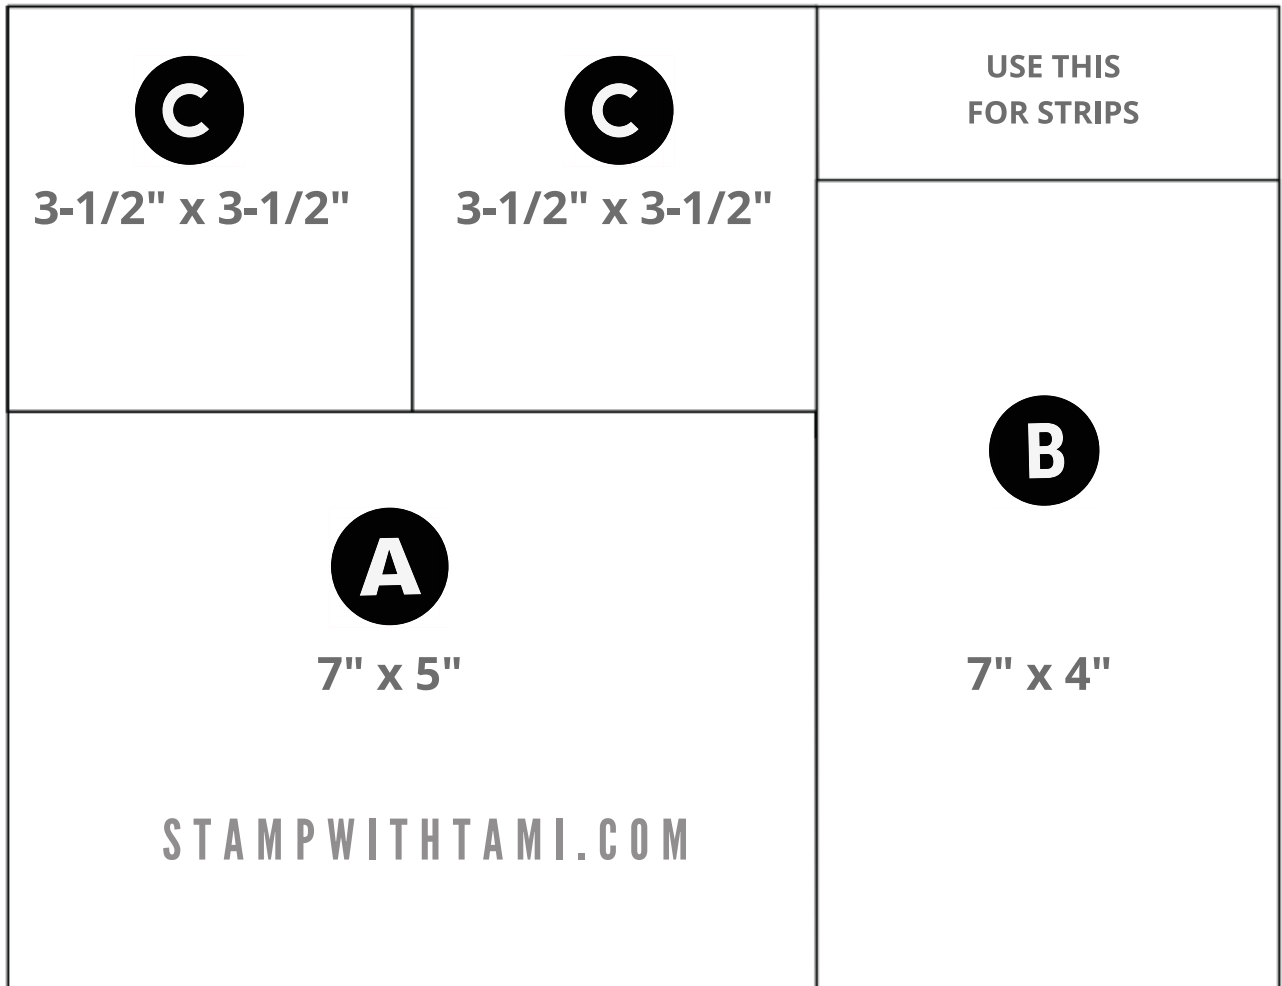 C
3-1/2" x 3-1/2"
C
3-1/2" x 3-1/2"
USE THIS
FOR STRIPS
B
7" x 4"
A
7" x 5"
STAMPWITHTAMI.COM